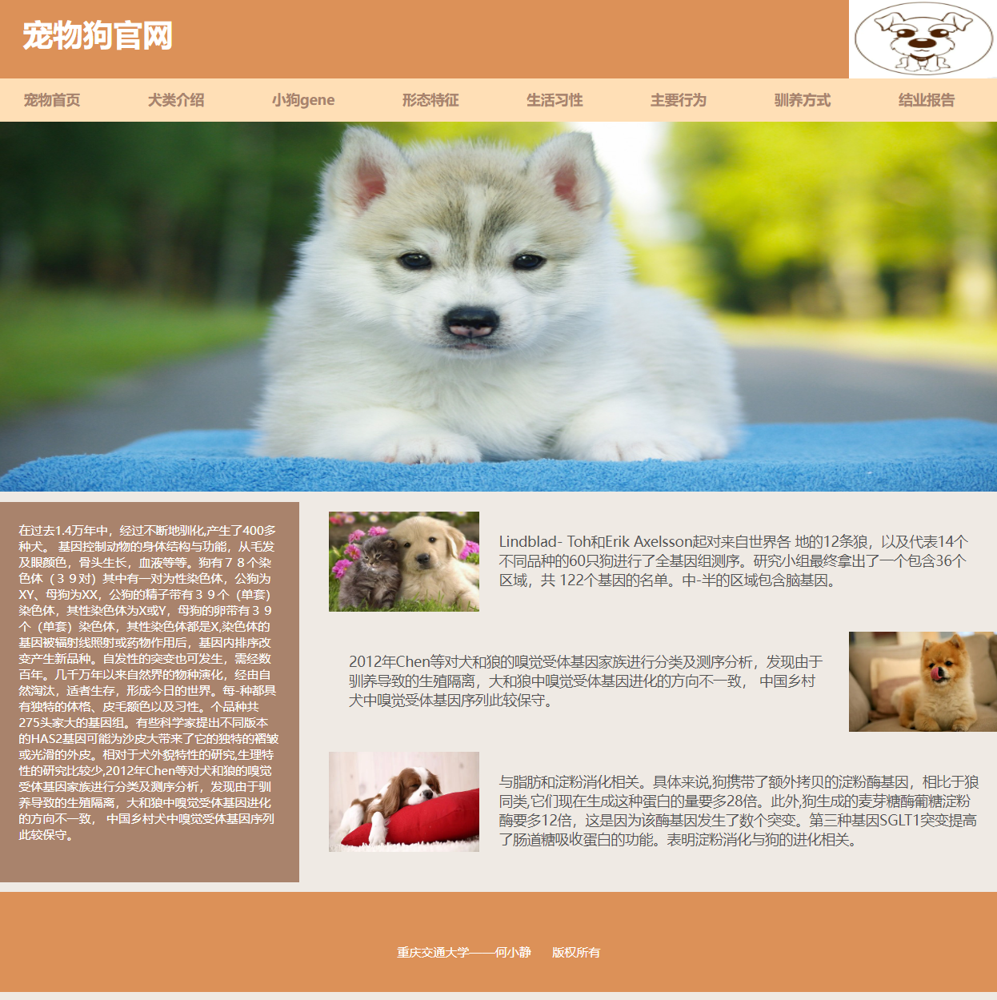 宠物狗官网
宠物首页 犬类介绍 小狗gene 形态特征 生活习性 主要行为 驯养方式 结业报告
在过去1.4万年中，经过不断地驯化,产生了400多
种犬。 基因控制动物的身体结构与功能，从毛发
及眼颜色，骨头生长，血液等等。狗有７８个染
色体（３９对）其中有一对为性染色体，公狗为
XY、母狗为XX，公狗的精子带有３９个（单套）
染色体，其性染色体为X或Y，母狗的卵带有３９
个（单套）染色体，其性染色体都是X,染色体的
基因被辐射线照射或药物作用后，基因内排序改
变产生新品种。自发性的突变也可发生，需经数
百年。几千万年以来自然界的物种演化，经由自
然淘汰，适者生存，形成今日的世界。每-种都具
有独特的体格、皮毛额色以及习性。个品种共
275头家大的基因组。有些科学家提出不同版本
的HAS2基因可能为沙皮大带来了它的独特的褶皱
或光滑的外皮。相对于犬外貌特性的研究,生理特
性的研究比较少,2012年Chen等对犬和狼的嗅觉
受体基因家族进行分类及测序分析，发现由于驯
养导致的生殖隔离，大和狼中嗅觉受体基因进化
的方向不一致， 中国乡村犬中嗅觉受体基因序列
此较保守。
Lindblad- Toh和Erik Axelsson起对来自世界各 地的12条狼，以及代表14个
不同品种的60只狗进行了全基因组测序。研究小组最终拿出了一个包含36个
区域，共 122个基因的名单。中-半的区域包含脑基因。
2012年Chen等对犬和狼的嗅觉受体基因家族进行分类及测序分析，发现由于
驯养导致的生殖隔离，大和狼中嗅觉受体基因进化的方向不一致， 中国乡村
犬中嗅觉受体基因序列此较保守。
与脂肪和淀粉消化相关。具体来说,狗携带了额外拷贝的淀粉酶基因，相比于狼
同类,它们现在生成这种蛋白的量要多28倍。此外,狗生成的麦芽糖酶葡糖淀粉
酶要多12倍，这是因为该酶基因发生了数个突变。第三种基因SGLT1突变提高
了肠道糖吸收蛋白的功能。表明淀粉消化与狗的进化相关。
重庆交通大学——何小静 版权所有